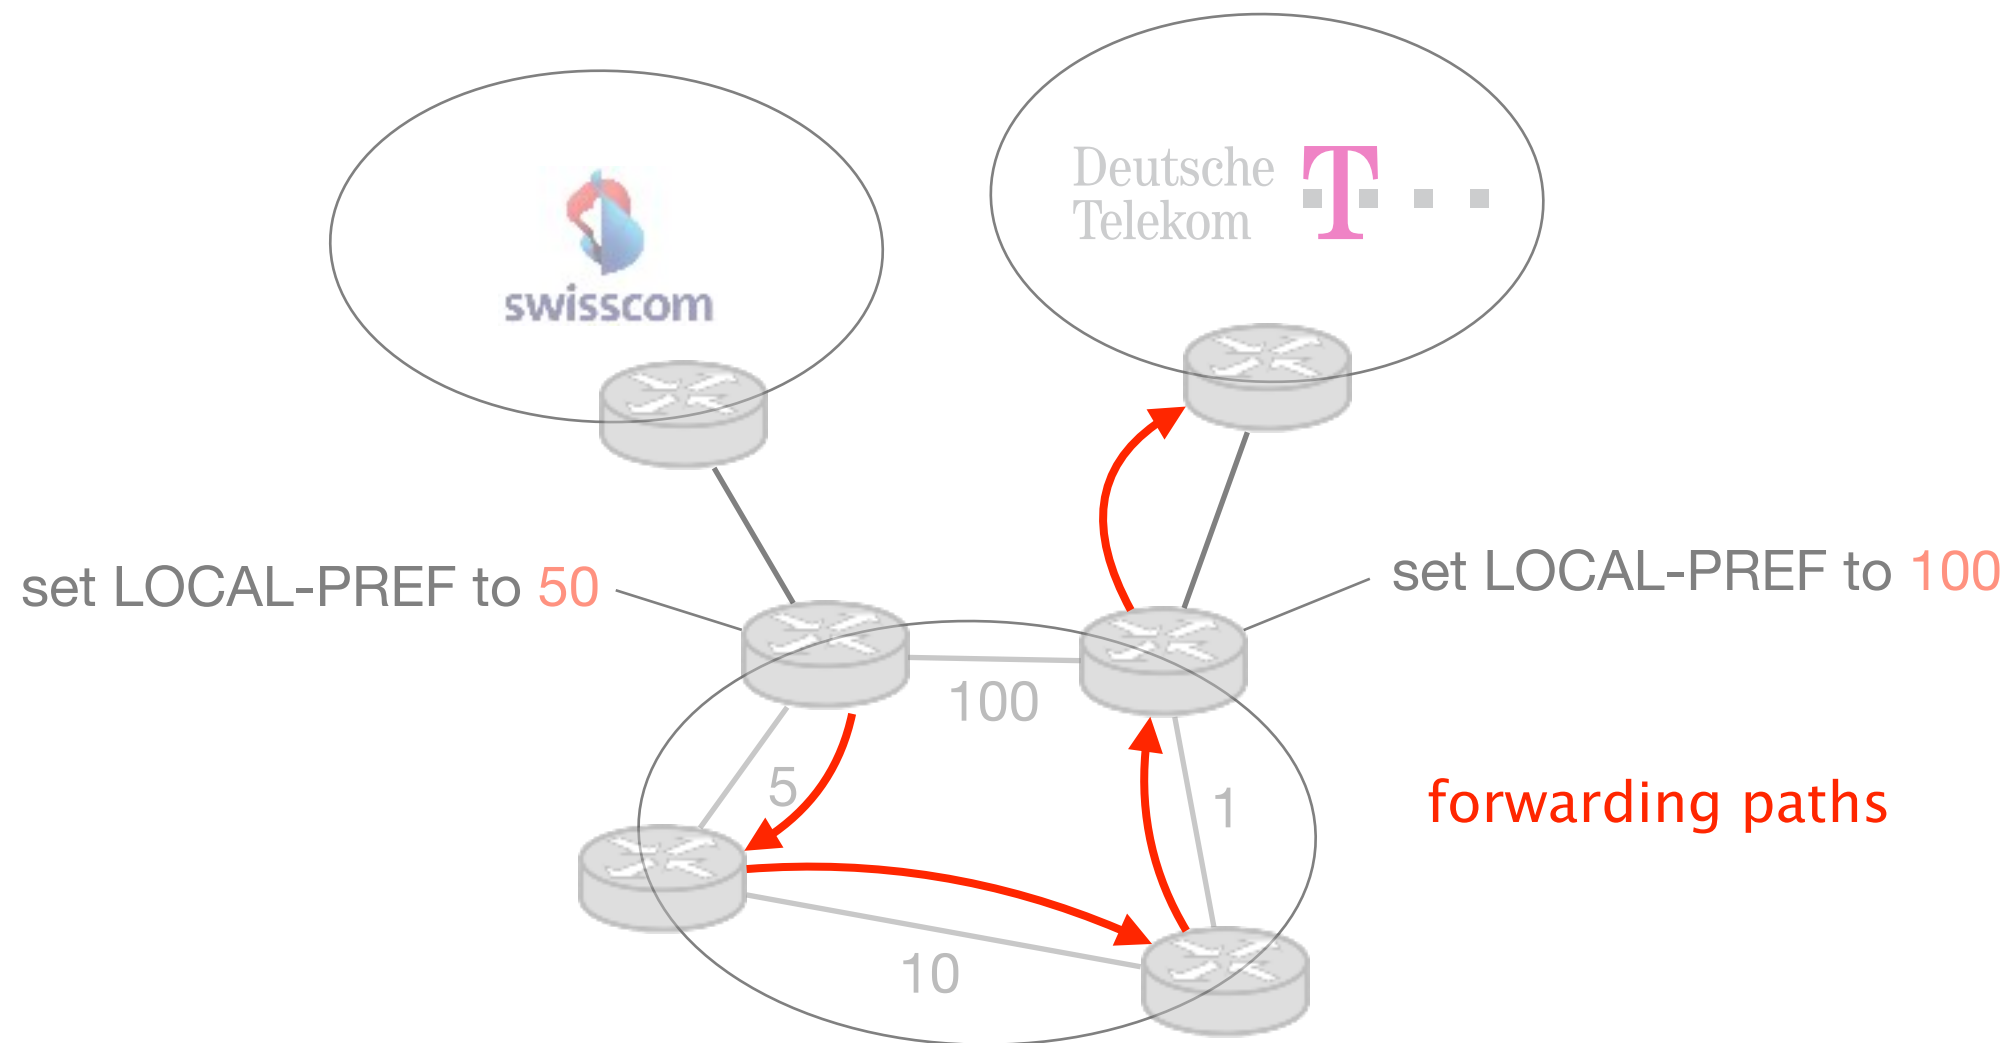 Deutsche
Telekom T
swisscom
set LOCAL-PREF to 50
set LOCAL-PREF to 100
100
5
1
forwarding paths
10